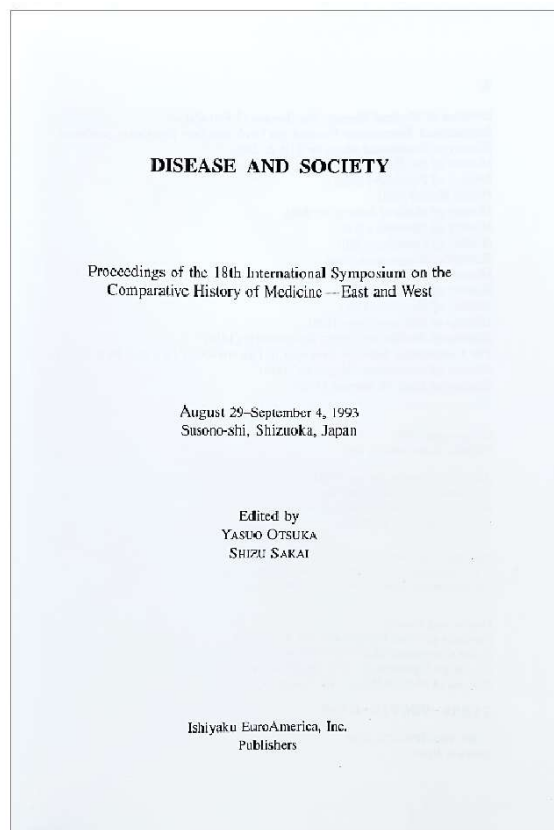 DISEASE AND SOCIETY
Proceedings of the 18th International Symposium on the
Comparative History of Medicine—East and West
August 29–September 4, 1993
Susono-shi, Shizuoka, Japan
Edited by
YASUO OTSUKA
SHIZU SAKAI
Ishiyaku EuroAmerica, Inc.
Publishers